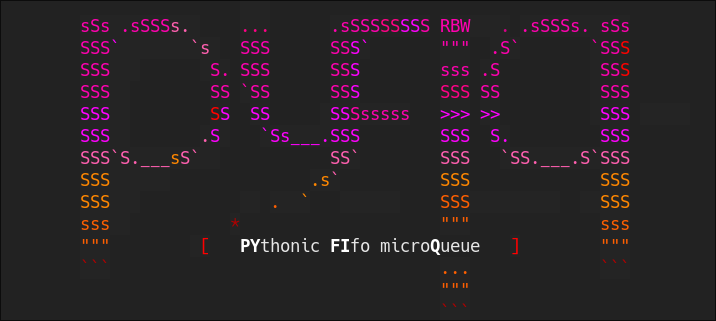 sSs .sSSSs.     ...      .sSSSSSSSS RBW   . .sSSSs. sSs
SSS`       `s   SSS      SSS`       """  .S`       `SSS
SSS          S. SSS      SSS        sss .S          SSS
SSS          SS `SS      SSS        SSS SS          SSS
SSS          SS  SS      SSSsssss   >>> >>          SSS
SSS         .S    `Ss___.SSS        SSS  S.         SSS
SSS`S.___sS`             SS`        SSS   `SS.___.S`SSS
SSS                    .s`          SSS             SSS
SSS                .  `             SSS             SSS
sss            *                    """             sss
"""         [   PYthonic FIfo microQueue   ]        """
```                                 ...             ```
                                    """
                                    ```